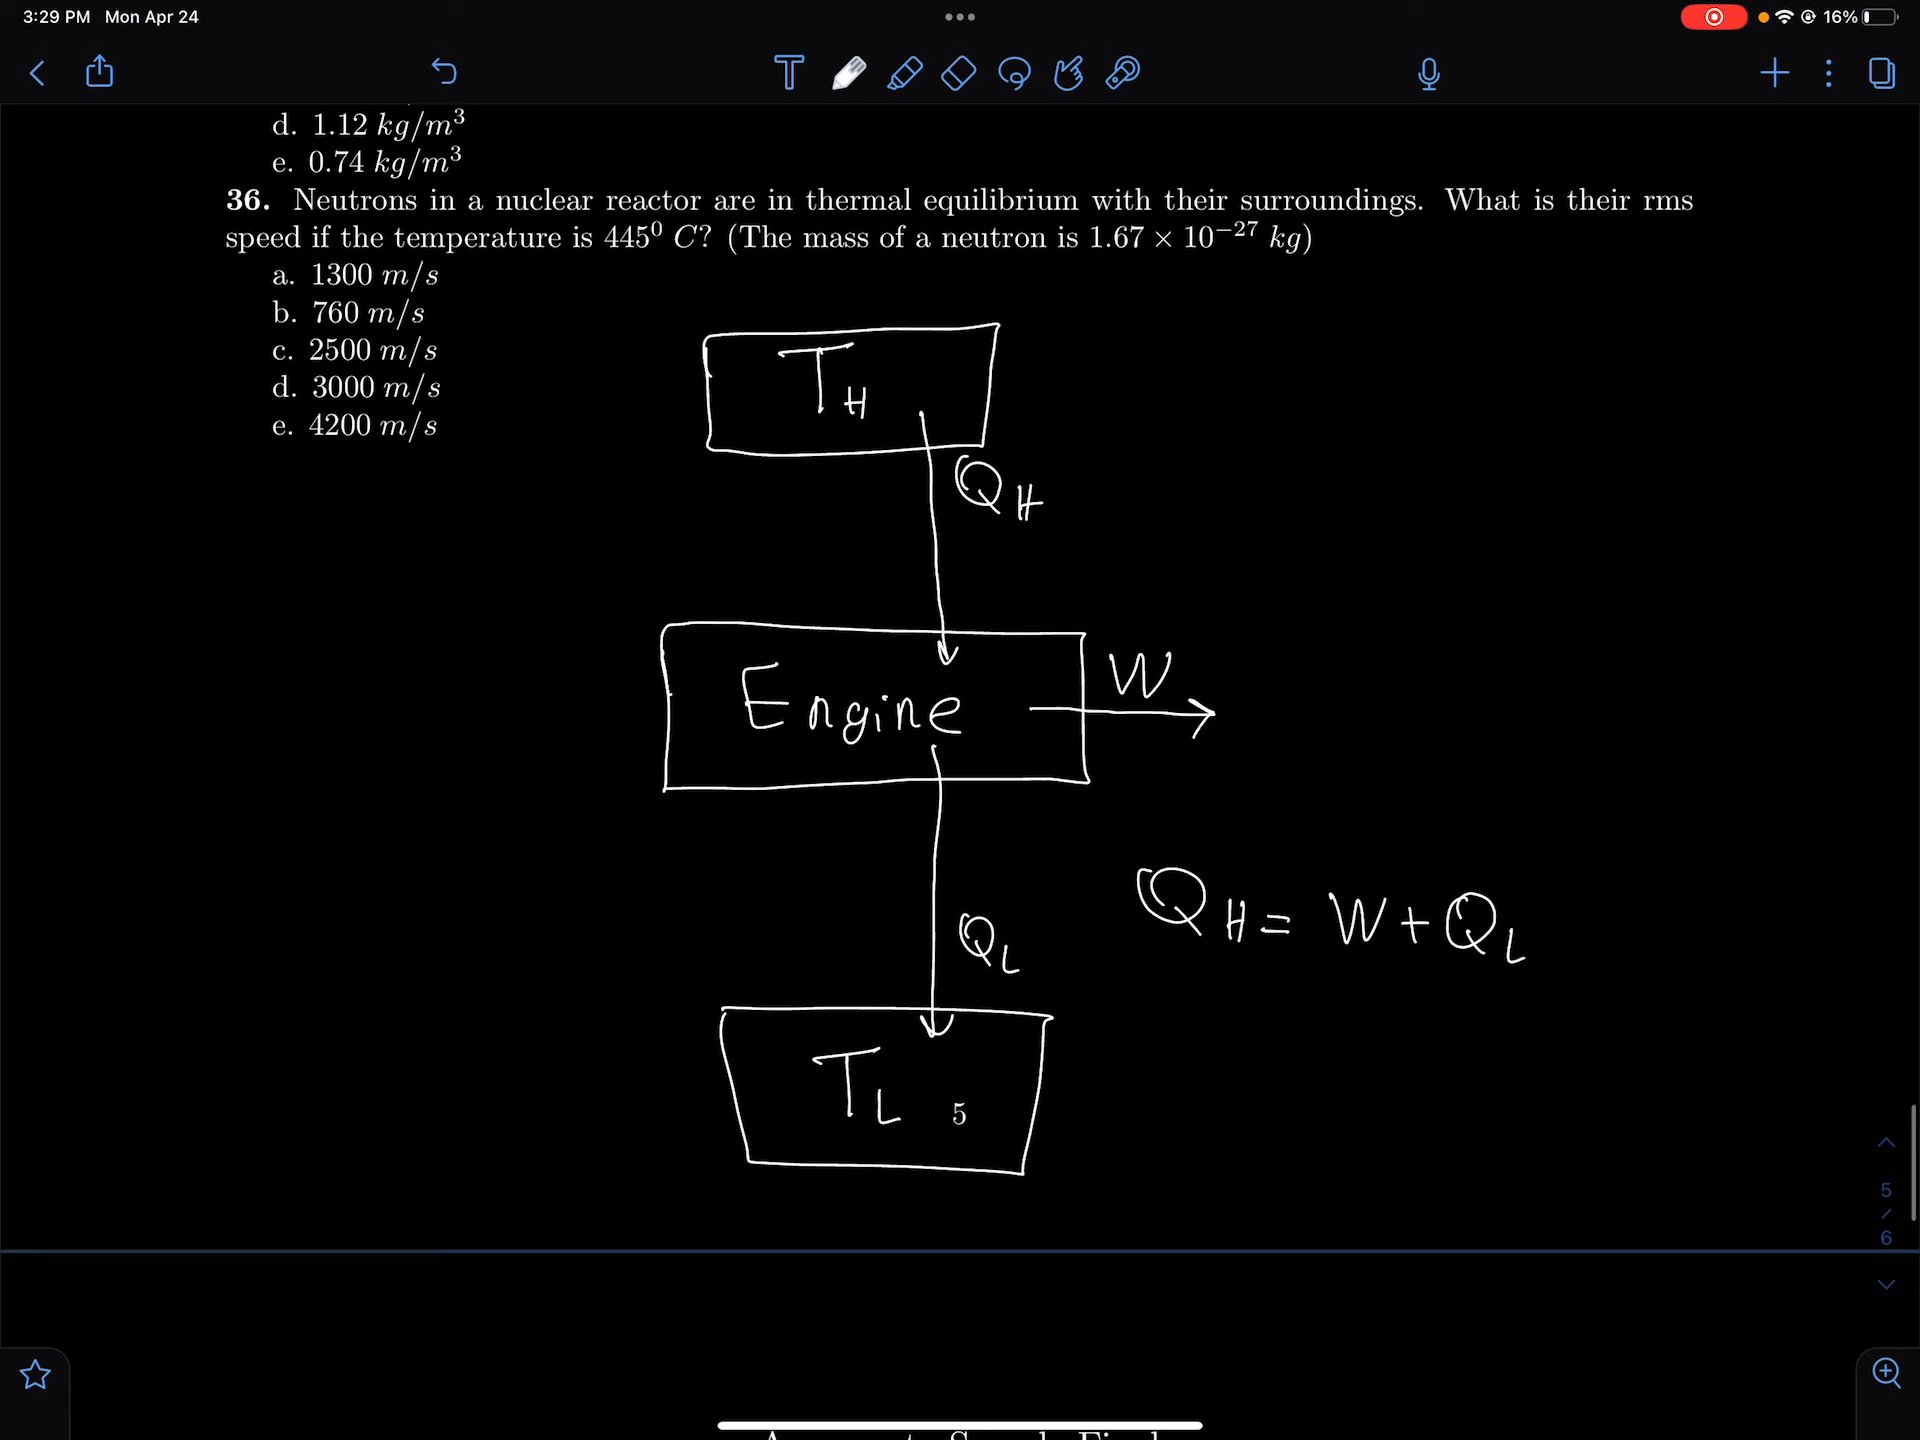 3:29 PM Mon Apr 24
16%
d. 1.12 kg/m³
e. 0.74 kg/m³
36. Neutrons in a nuclear reactor are in thermal equilibrium with their surroundings. What is their rms
speed if the temperature is 445⁰ C? (The mass of a neutron is 1.67 × 10⁻²⁷ kg)
a. 1300 m/s
b. 760 m/s
c. 2500 m/s
d. 3000 m/s
e. 4200 m/s
T_H
Q_H
Engine
W
Q_L
Q_H = W + Q_L
T_L
5
5
/
6